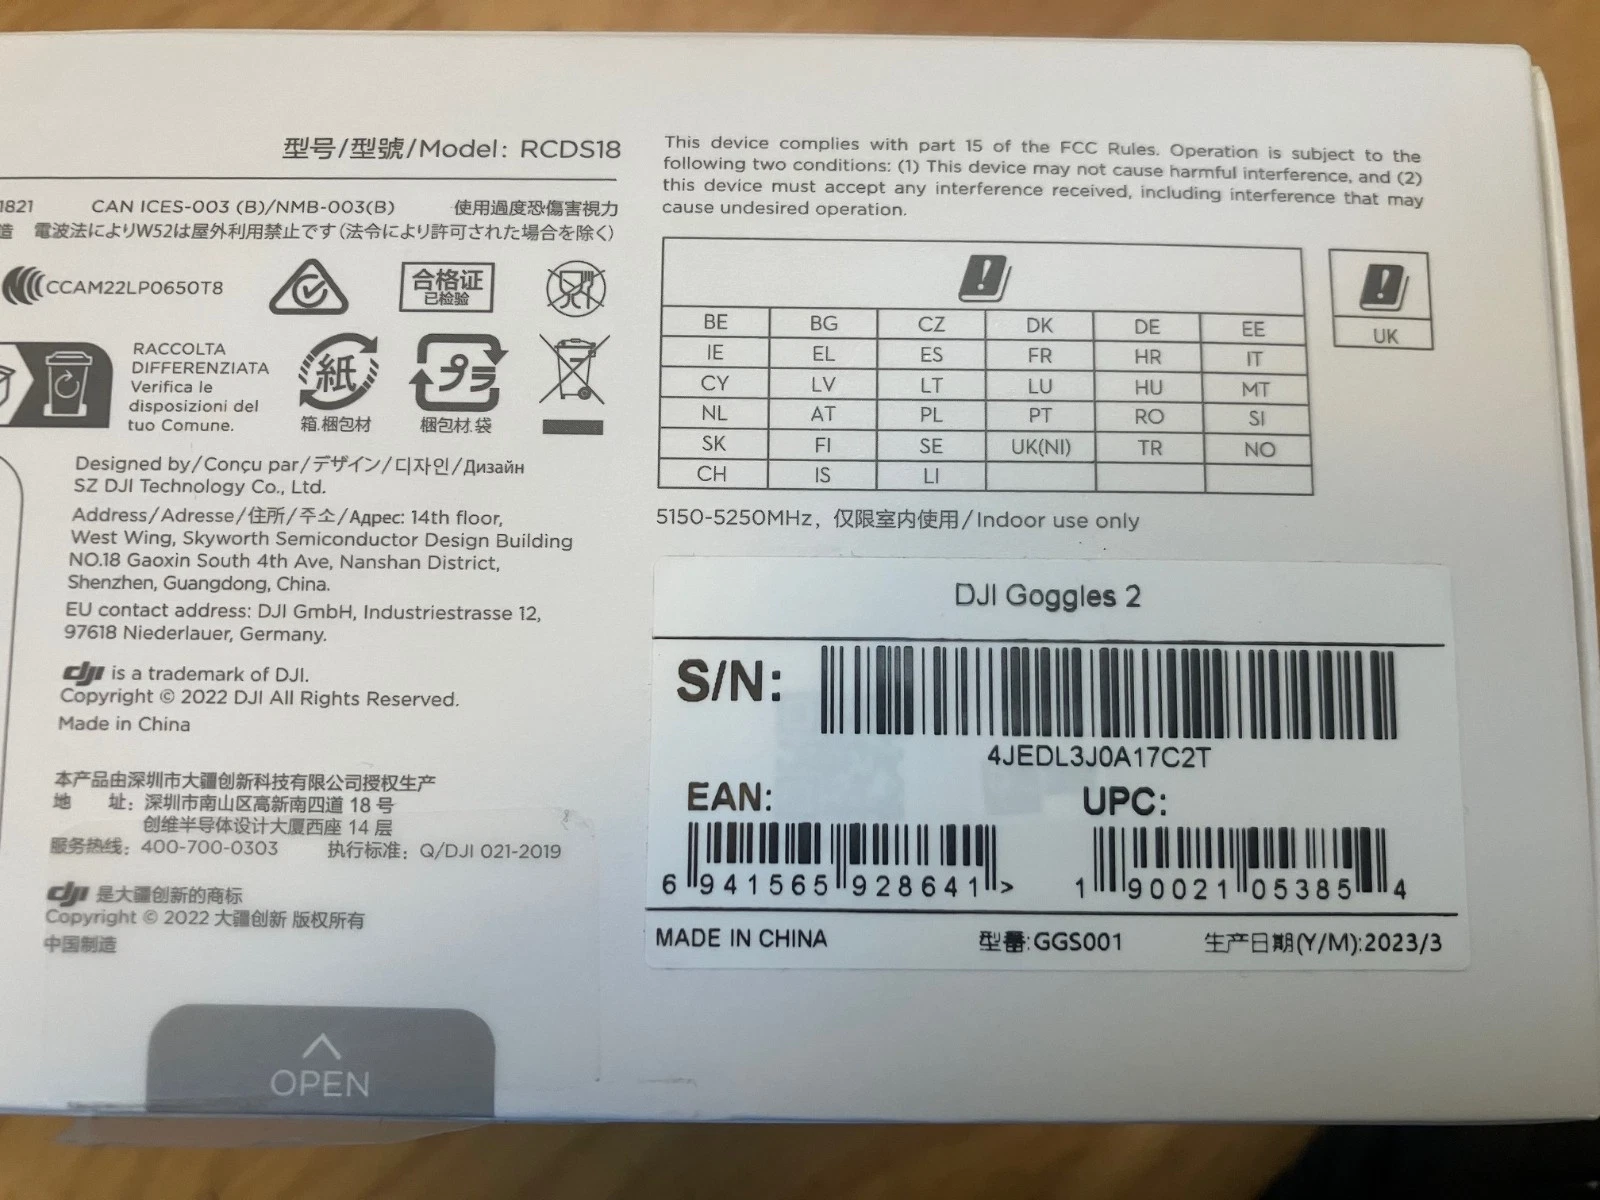 型号/型號/Model: RCDS18
1821 CAN ICES-003 (B)/NMB-003(B) 使用過度恐傷害視力
造 電波法によりW52は屋外利用禁止です(法令により許可された場合を除く)
CCAM22LP0650T8
合格证
已检验
RACCOLTA
DIFFERENZIATA
Verifica le
disposizioni del
tuo Comune.
紙
箱.梱包材
プラ
梱包材.袋
Designed by/Conçu par/デザイン/디자인/Дизайн
SZ DJI Technology Co., Ltd.
Address/Adresse/住所/주소/Адрес: 14th floor,
West Wing, Skyworth Semiconductor Design Building
NO.18 Gaoxin South 4th Ave, Nanshan District,
Shenzhen, Guangdong, China.
EU contact address: DJI GmbH, Industriestrasse 12,
97618 Niederlauer, Germany.
dji is a trademark of DJI.
Copyright © 2022 DJI All Rights Reserved.
Made in China
本产品由深圳市大疆创新科技有限公司授权生产
地 址: 深圳市南山区高新南四道 18 号
创维半导体设计大厦西座 14 层
服务热线: 400-700-0303 执行标准: Q/DJI 021-2019
dji 是大疆创新的商标
Copyright © 2022 大疆创新 版权所有
中国制造
OPEN
This device complies with part 15 of the FCC Rules. Operation is subject to the
following two conditions: (1) This device may not cause harmful interference, and (2)
this device must accept any interference received, including interference that may
cause undesired operation.
BE BG CZ DK DE EE
IE EL ES FR HR IT
CY LV LT LU HU MT
NL AT PL PT RO SI
SK FI SE UK(NI) TR NO
CH IS LI
UK
5150-5250MHz, 仅限室内使用/Indoor use only
DJI Goggles 2
S/N:
4JEDL3J0A17C2T
EAN: UPC:
6 941565 928641 > 1 90021 05385 4
MADE IN CHINA 型番:GGS001 生产日期(Y/M):2023/3